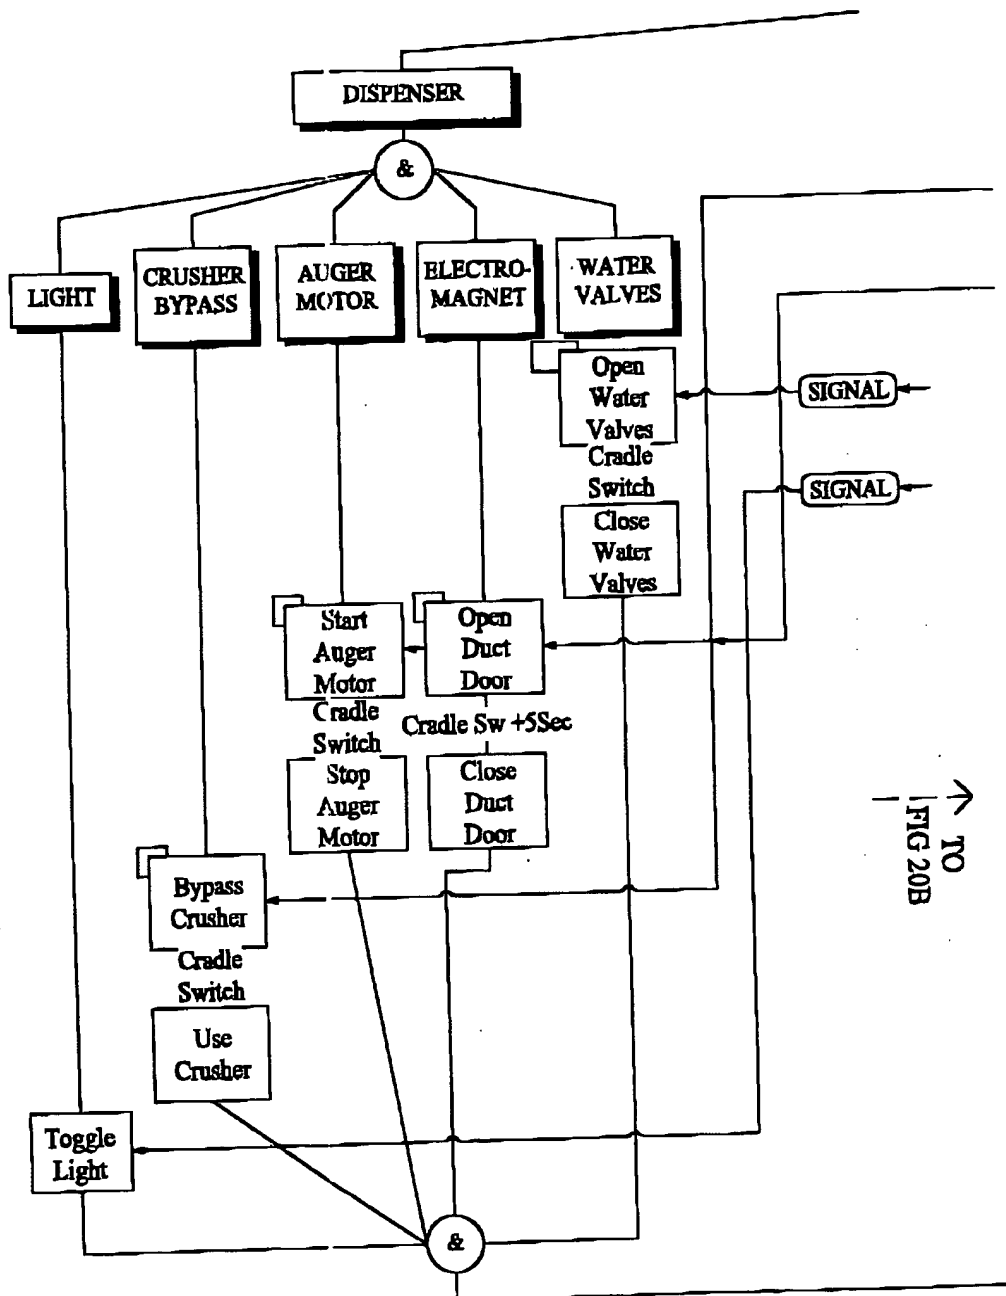 DISPENSER
&
LIGHT
CRUSHER
BYPASS
AUGER
MOTOR
ELECTRO-
MAGNET
WATER
VALVES
Open
Water
Valves
Cradle
Switch
Close
Water
Valves
SIGNAL
SIGNAL
Start
Auger
Motor
Cradle
Switch
Stop
Auger
Motor
Open
Duct
Door
Cradle Sw +5Sec
Close
Duct
Door
TO
FIG 20B
Bypass
Crusher
Cradle
Switch
Use
Crusher
Toggle
Light
&